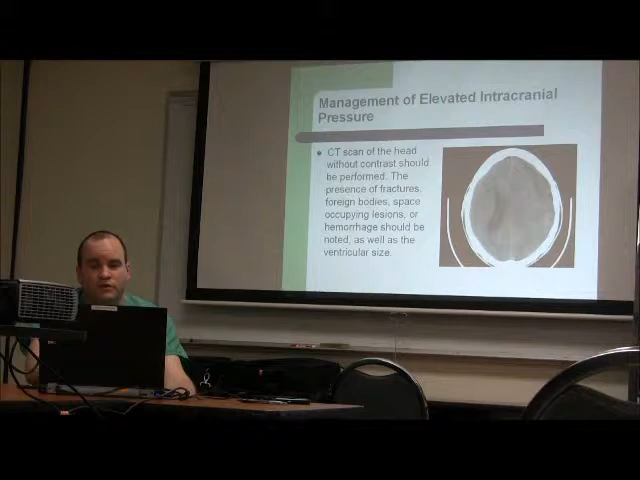 Management of Elevated Intracranial
Pressure
CT scan of the head
without contrast should
be performed. The
presence of fractures,
foreign bodies, space
occupying lesions, or
hemorrhage should be
noted, as well as the
ventricular size.